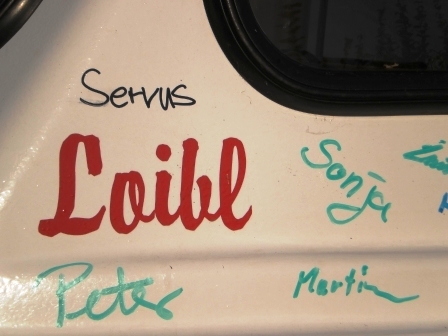 Servus
Loibl
Sonja
Peter
Martin